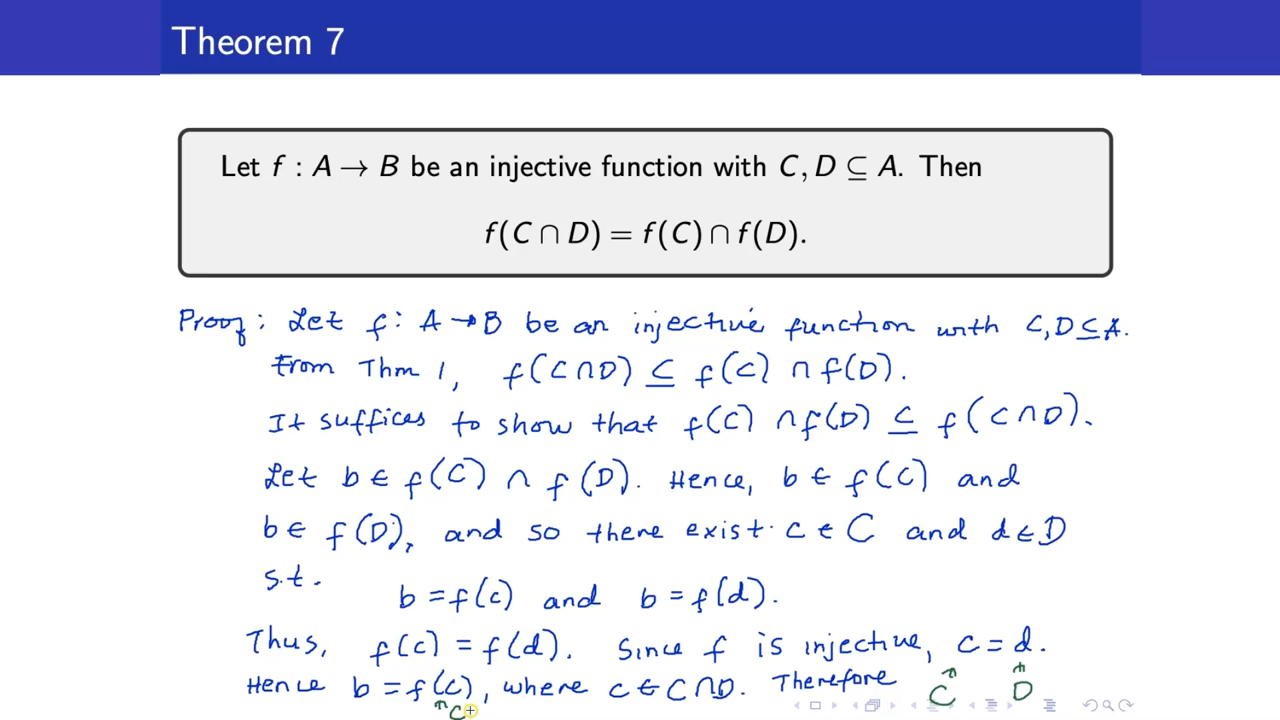 Theorem 7
Let f : A → B be an injective function with C, D ⊆ A. Then
f(C ∩ D) = f(C) ∩ f(D).
Proof: Let f: A → B be an injective function with C, D ⊆ A.
From Thm 1, f(C ∩ D) ⊆ f(C) ∩ f(D).
It suffices to show that f(C) ∩ f(D) ⊆ f(C ∩ D).
Let b ∈ f(C) ∩ f(D). Hence, b ∈ f(C) and
b ∈ f(D), and so there exist c ∈ C and d ∈ D
s.t.
b = f(c) and b = f(d).
Thus, f(c) = f(d). Since f is injective, c = d.
Hence b = f(c), where c ∈ C ∩ D. Therefore
C D
C